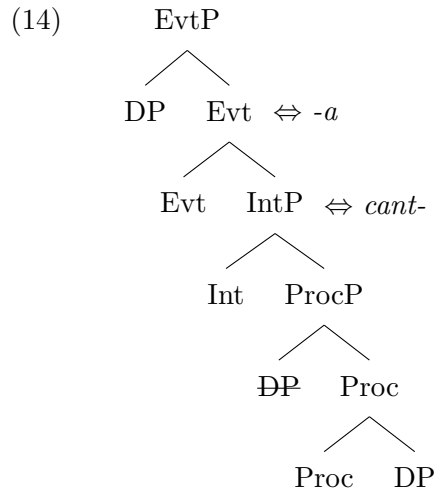 (14) EvtP
DP Evt ⇔ -a
Evt IntP ⇔ cant-
Int ProcP
DP Proc
Proc DP